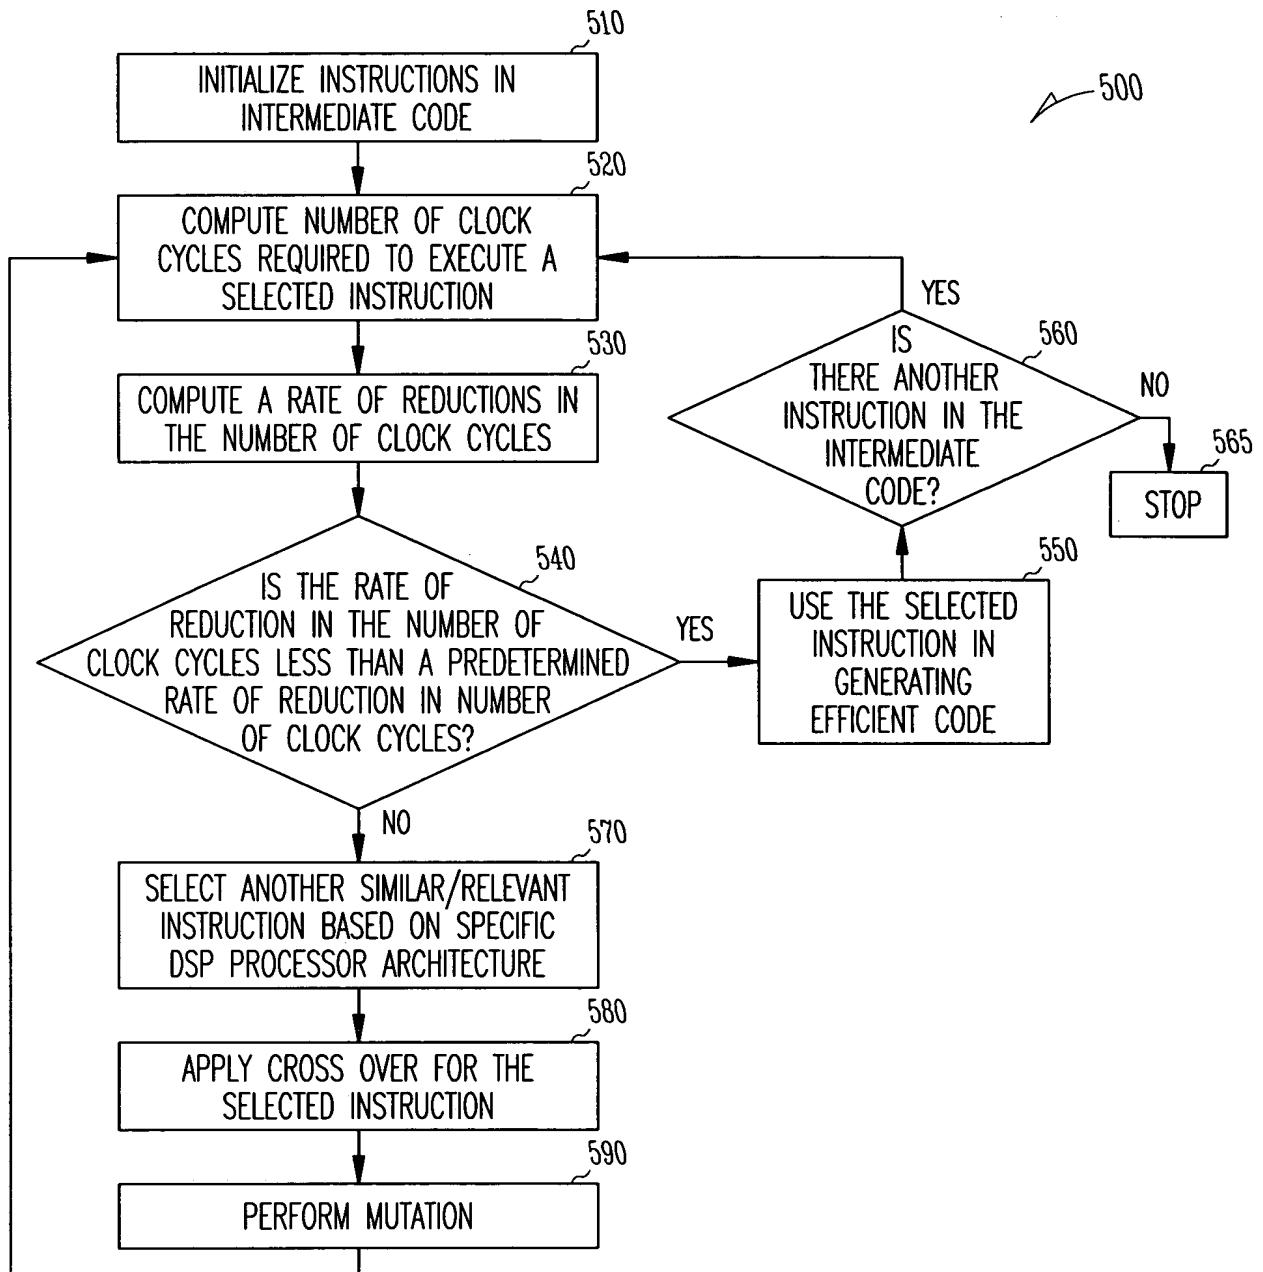 510
INITIALIZE INSTRUCTIONS IN
INTERMEDIATE CODE
500
520
COMPUTE NUMBER OF CLOCK
CYCLES REQUIRED TO EXECUTE A
SELECTED INSTRUCTION
530
COMPUTE A RATE OF REDUCTIONS IN
THE NUMBER OF CLOCK CYCLES
540
IS THE RATE OF
REDUCTION IN THE NUMBER OF
CLOCK CYCLES LESS THAN A PREDETERMINED
RATE OF REDUCTION IN NUMBER
OF CLOCK CYCLES?
YES
550
USE THE SELECTED
INSTRUCTION IN
GENERATING
EFFICIENT CODE
560
IS
THERE ANOTHER
INSTRUCTION IN THE
INTERMEDIATE
CODE?
YES
NO
565
STOP
NO
570
SELECT ANOTHER SIMILAR/RELEVANT
INSTRUCTION BASED ON SPECIFIC
DSP PROCESSOR ARCHITECTURE
580
APPLY CROSS OVER FOR THE
SELECTED INSTRUCTION
590
PERFORM MUTATION